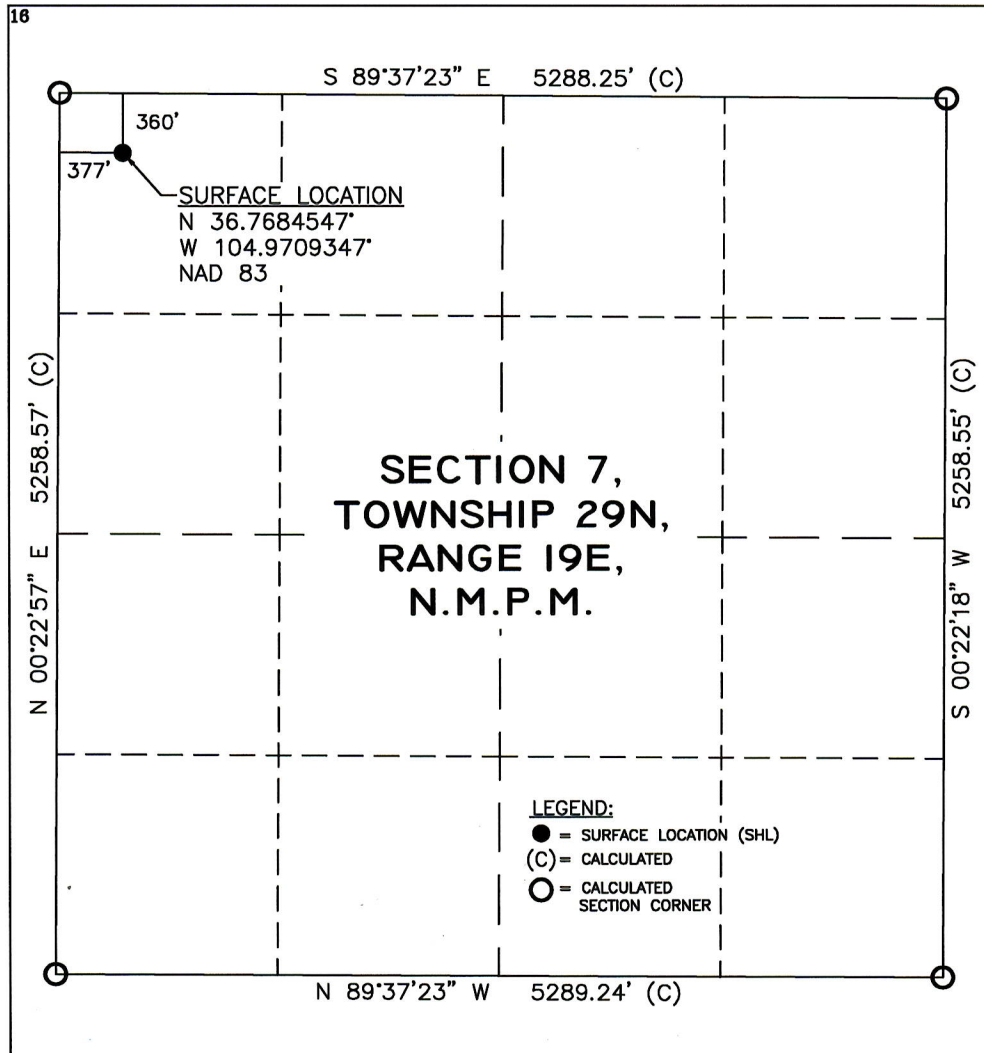 16
S 89°37'23" E 5288.25' (C)
360'
377'
SURFACE LOCATION
N 36.7684547°
W 104.9709347°
NAD 83
N 00°22'57" E 5258.57' (C)
S 00°22'18" W 5258.55' (C)
SECTION 7,
TOWNSHIP 29N,
RANGE 19E,
N.M.P.M.
LEGEND:
● = SURFACE LOCATION (SHL)
(C) = CALCULATED
○ = CALCULATED
SECTION CORNER
N 89°37'23" W 5289.24' (C)